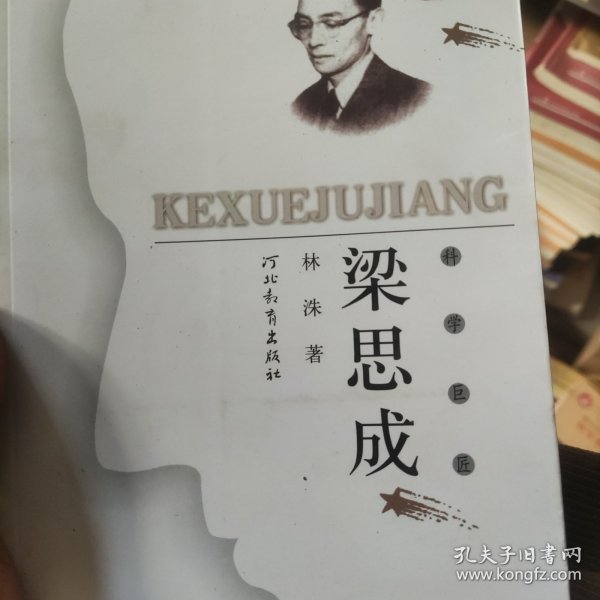 KEXUEJUJIANG
科学巨匠
梁思成
林洙著
河北教育出版社
孔夫子旧书网
www.kongfz.com